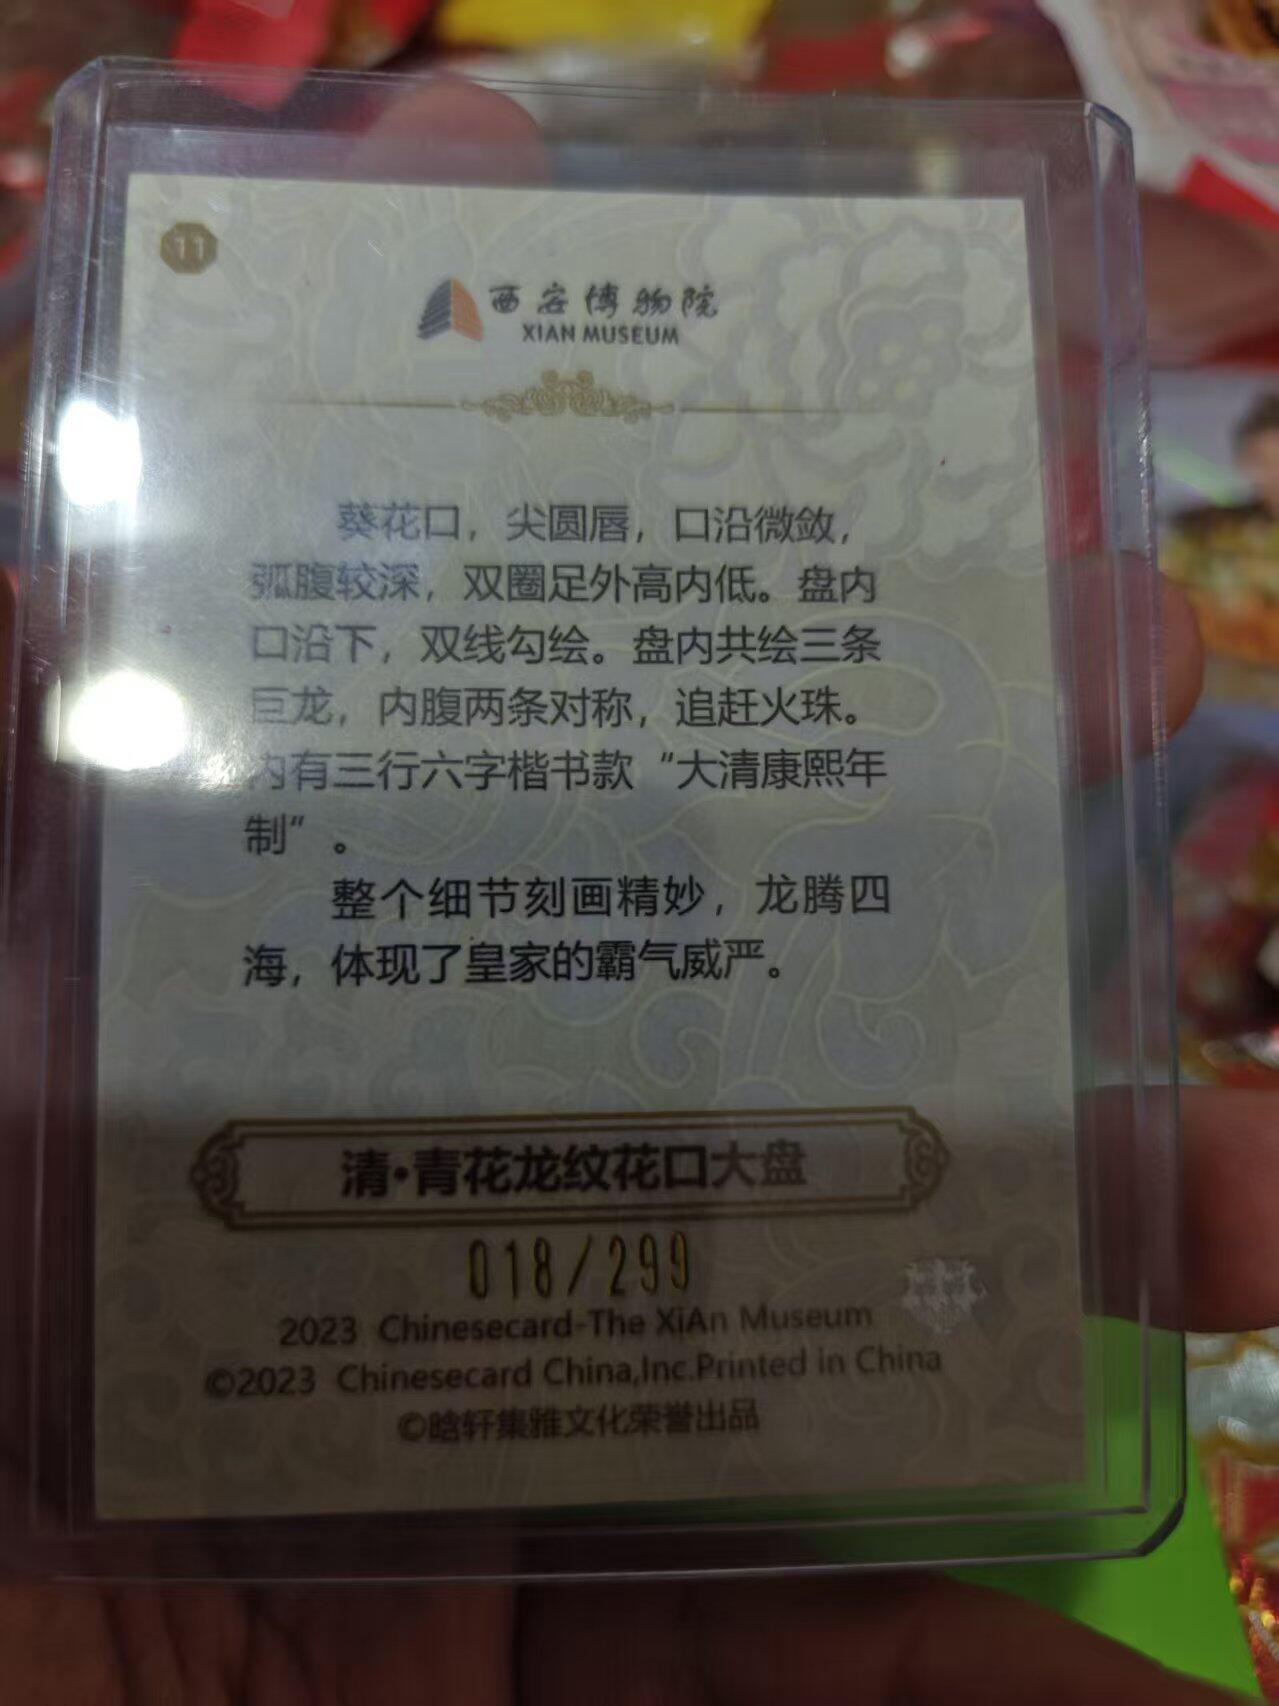 11
西安博物院
XIAN MUSEUM
葵花口，尖圆唇，口沿微敛，
弧腹较深，双圈足外高内低。盘内
口沿下，双线勾绘。盘内共绘三条
巨龙，内腹两条对称，追赶火珠。
内有三行六字楷书款“大清康熙年
制”。
整个细节刻画精妙，龙腾四
海，体现了皇家的霸气威严。
清·青花龙纹花口大盘
018/299
2023 Chinesecard-The XiAn Museum
©2023 Chinesecard China,Inc.Printed in China
©晗轩集雅文化荣誉出品